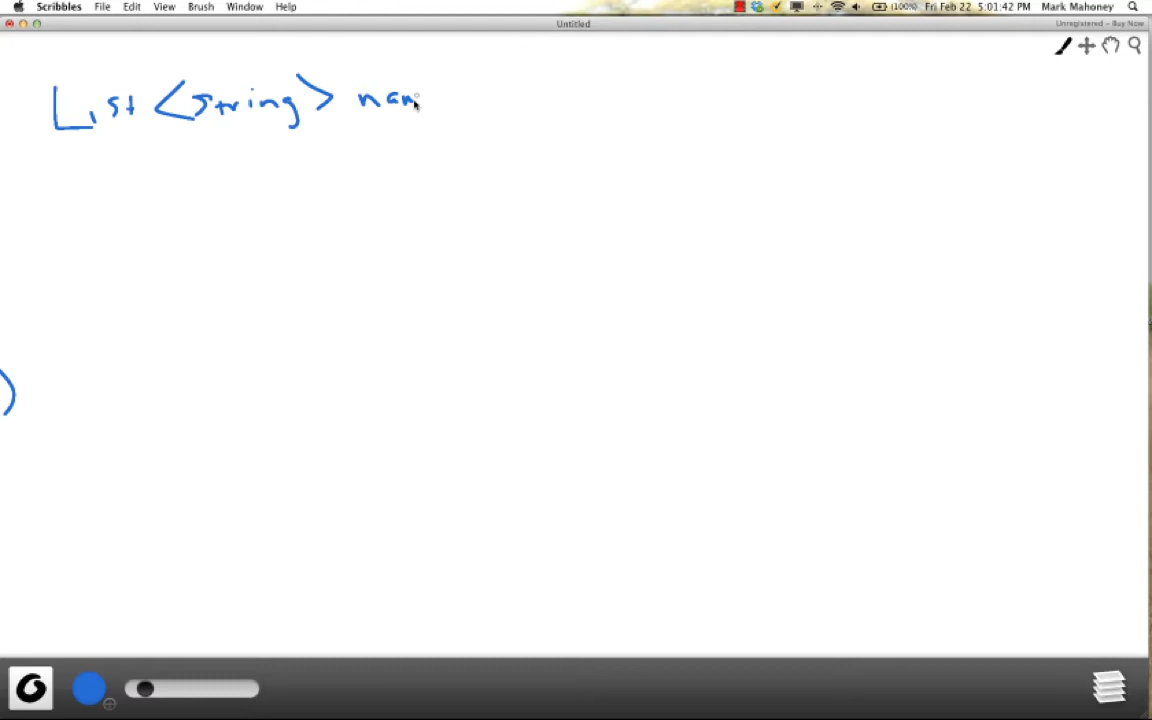 Scribbles File Edit View Brush Window Help (100%) Fri Feb 22 5:01:42 PM Mark Mahoney
Untitled Unregistered – Buy Now
List <string> nam
)